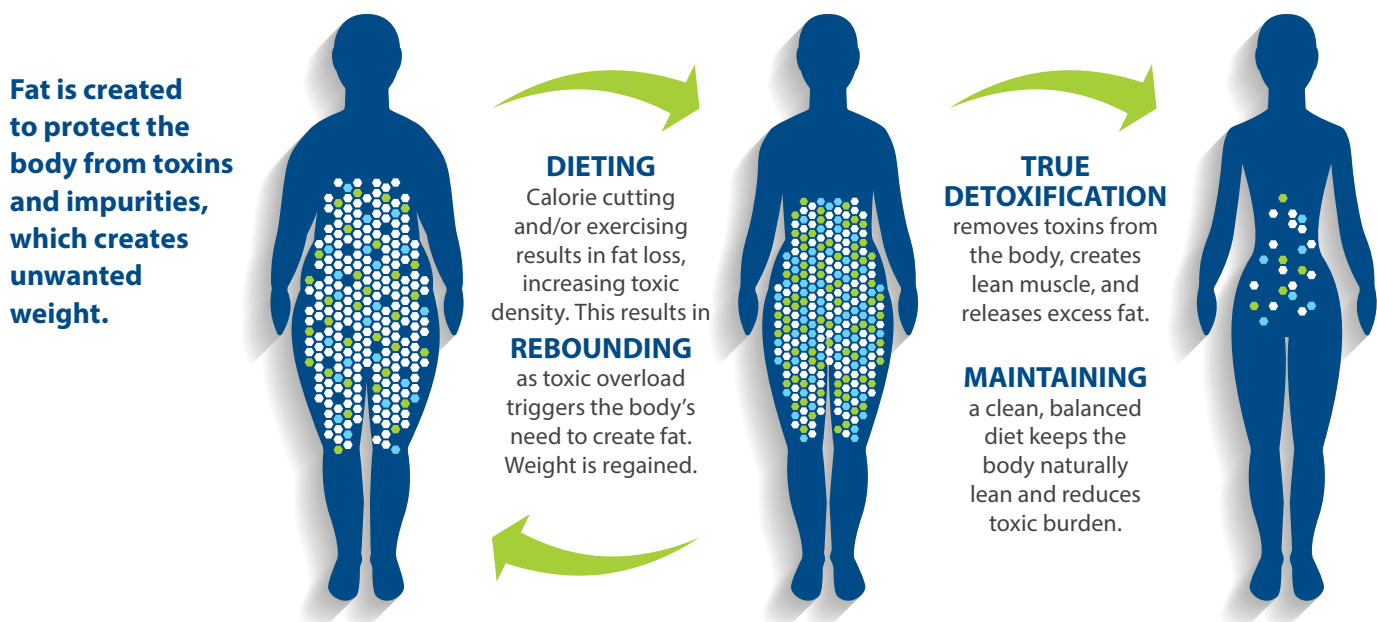 Fat is created
to protect the
body from toxins
and impurities,
which creates
unwanted
weight.
DIETING
Calorie cutting
and/or exercising
results in fat loss,
increasing toxic
density. This results in
REBOUNDING
as toxic overload
triggers the body’s
need to create fat.
Weight is regained.
TRUE
DETOXIFICATION
removes toxins from
the body, creates
lean muscle, and
releases excess fat.
MAINTAINING
a clean, balanced
diet keeps the
body naturally
lean and reduces
toxic burden.